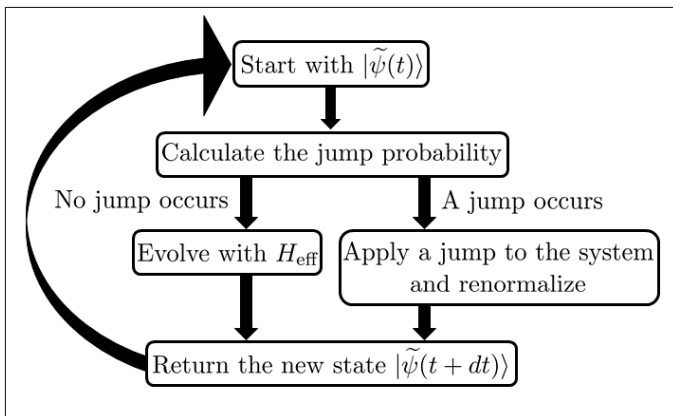 Start with |ψ̃(t)⟩
Calculate the jump probability
No jump occurs
A jump occurs
Evolve with H_eff
Apply a jump to the system
and renormalize
Return the new state |ψ̃(t + dt)⟩